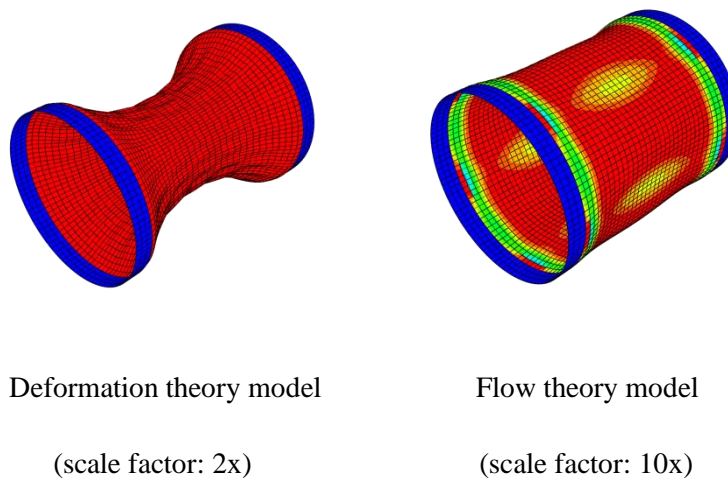 Deformation theory model
Flow theory model
(scale factor: 2x)
(scale factor: 10x)